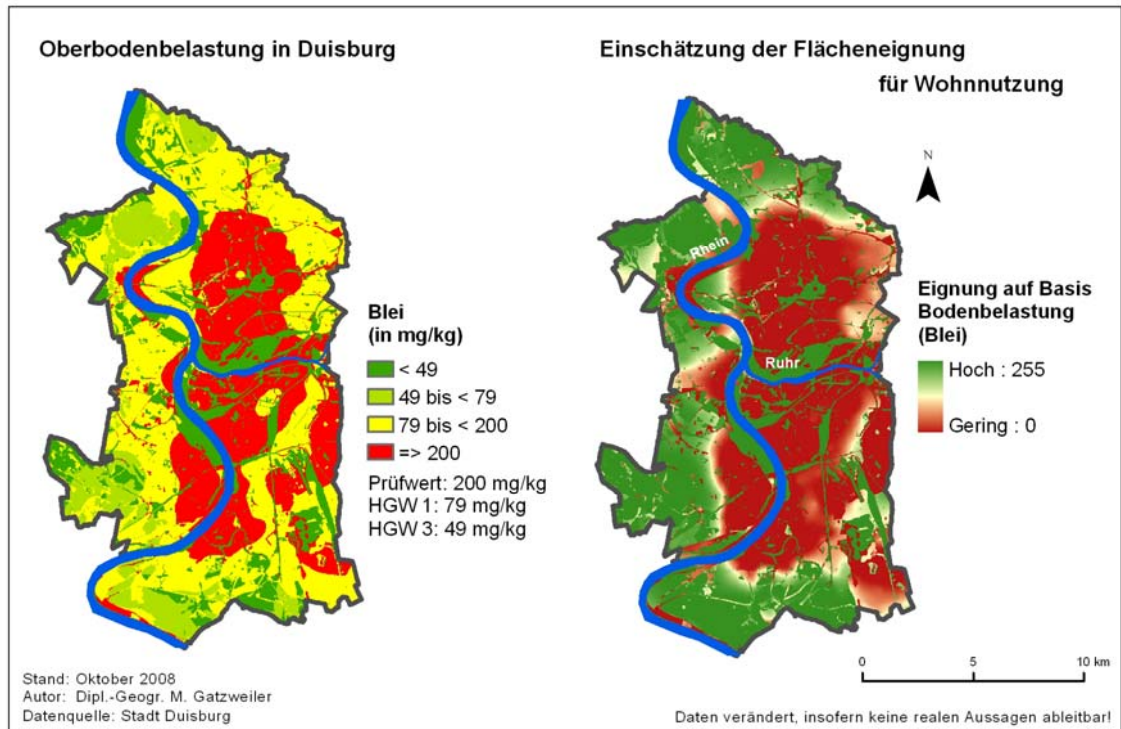 Oberbodenbelastung in Duisburg
Blei
(in mg/kg)
< 49
49 bis < 79
79 bis < 200
=> 200
Prüfwert: 200 mg/kg
HGW 1: 79 mg/kg
HGW 3: 49 mg/kg
Einschätzung der Flächeneignung
für Wohnnutzung
N
Rhein
Ruhr
Eignung auf Basis
Bodenbelastung
(Blei)
Hoch : 255
Gering : 0
0 5 10 km
Stand: Oktober 2008
Autor: Dipl.-Geogr. M. Gatzweiler
Datenquelle: Stadt Duisburg
Daten verändert, insofern keine realen Aussagen ableitbar!